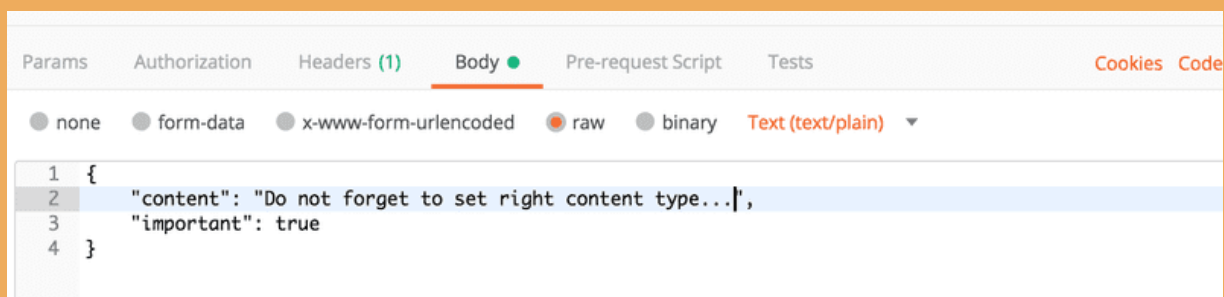 Params Authorization Headers (1) Body Pre-request Script Tests Cookies Code
none form-data x-www-form-urlencoded raw binary Text (text/plain)
1 {
2 "content": "Do not forget to set right content type...",
3 "important": true
4 }